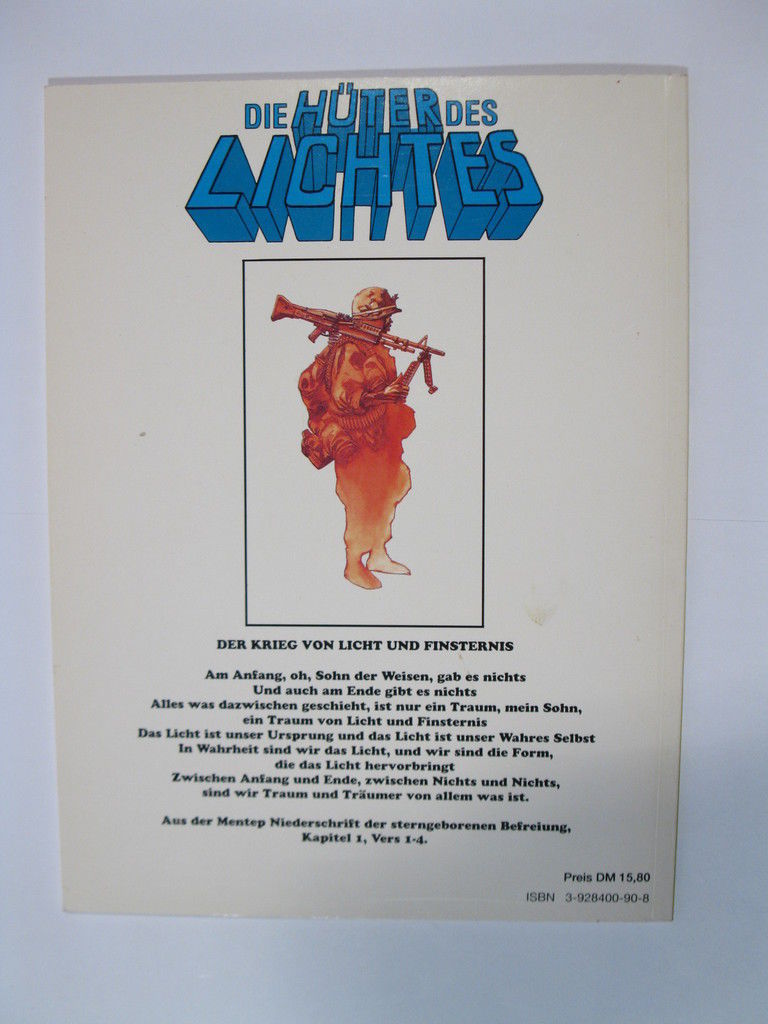 DIE HÜTER DES
LICHTES
DER KRIEG VON LICHT UND FINSTERNIS
Am Anfang, oh, Sohn der Weisen, gab es nichts
Und auch am Ende gibt es nichts
Alles was dazwischen geschieht, ist nur ein Traum, mein Sohn,
ein Traum von Licht und Finsternis
Das Licht ist unser Ursprung und das Licht ist unser Wahres Selbst
In Wahrheit sind wir das Licht, und wir sind die Form,
die das Licht hervorbringt
Zwischen Anfang und Ende, zwischen Nichts und Nichts,
sind wir Traum und Träumer von allem was ist.
Aus der Mentep Niederschrift der sterngeborenen Befreiung,
Kapitel 1, Vers 1-4.
Preis DM 15,80
ISBN 3-928400-90-8